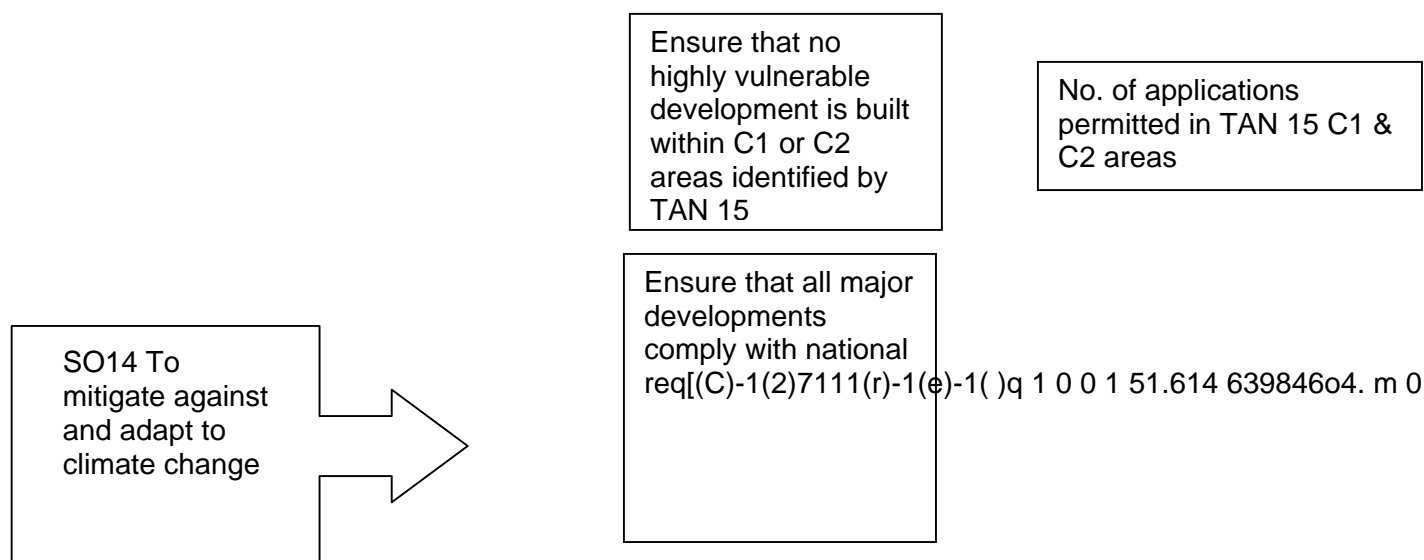 Ensure that no
highly vulnerable
development is built
within C1 or C2
areas identified by
TAN 15
No. of applications
permitted in TAN 15 C1 &
C2 areas
Ensure that all major
developments
comply with national
req[(C)-1(2)7111(r)-1(e)-1( )q 1 0 0 1 51.614 639846o4. m 0
SO14 To
mitigate against
and adapt to
climate change